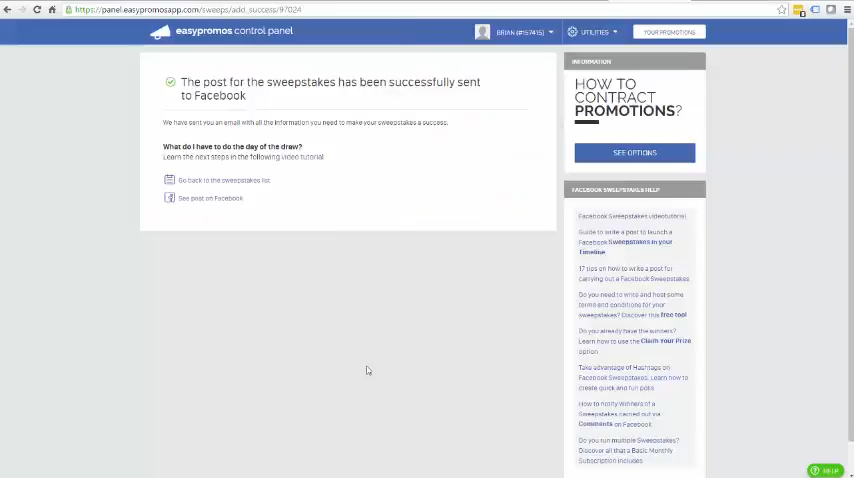 https://panel.easypromosapp.com/sweeps/add_success/97024
easypromos control panel
BRIAN (#157415)
UTILITIES
YOUR PROMOTIONS
The post for the sweepstakes has been successfully sent
to Facebook
We have sent you an email with all the information you need to make your sweepstakes a success.
What do I have to do the day of the draw?
Learn the next steps in the following video tutorial
Go back to the sweepstakes list
See post on Facebook
INFORMATION
HOW TO
CONTRACT
PROMOTIONS?
SEE OPTIONS
FACEBOOK SWEEPSTAKES HELP
Facebook Sweepstakes videotutorial
Guide to write a post to launch a
Facebook Sweepstakes in your
Timeline
17 tips on how to write a post for
carrying out a Facebook Sweepstakes
Do you need to write and host some
terms and conditions for your
sweepstakes? Discover this free tool
Do you already have the winners?
Learn how to use the Claim Your Prize
option
Take advantage of Hashtags on
Facebook Sweepstakes. Learn how to
create quick and fun polls
How to notify Winners of a
Sweepstakes carried out via
Comments on Facebook
Do you run multiple Sweepstakes?
Discover all that a Basic Monthly
Subscription includes
HELP